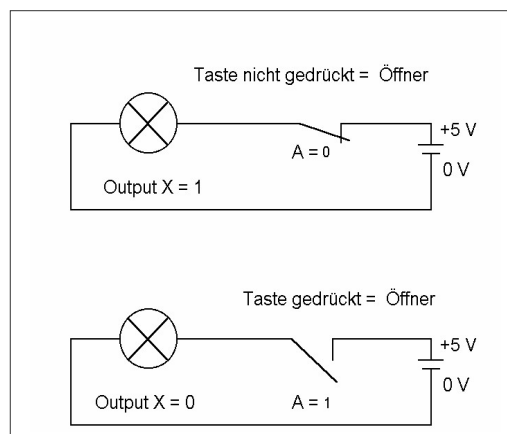 Taste nicht gedrückt = Öffner
+5 V
A = 0
0 V
Output X = 1
Taste gedrückt = Öffner
+5 V
0 V
Output X = 0
A = 1